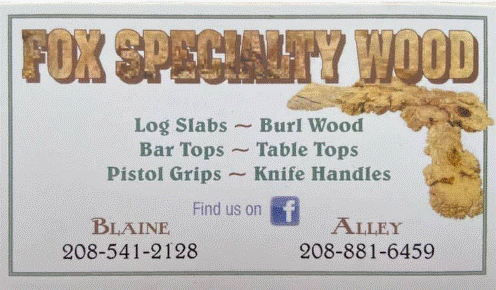 FOX SPECIALTY WOOD
Log Slabs ~ Burl Wood
Bar Tops ~ Table Tops
Pistol Grips ~ Knife Handles
Find us on f
BLAINE ALLEY
208-541-2128 208-881-6459